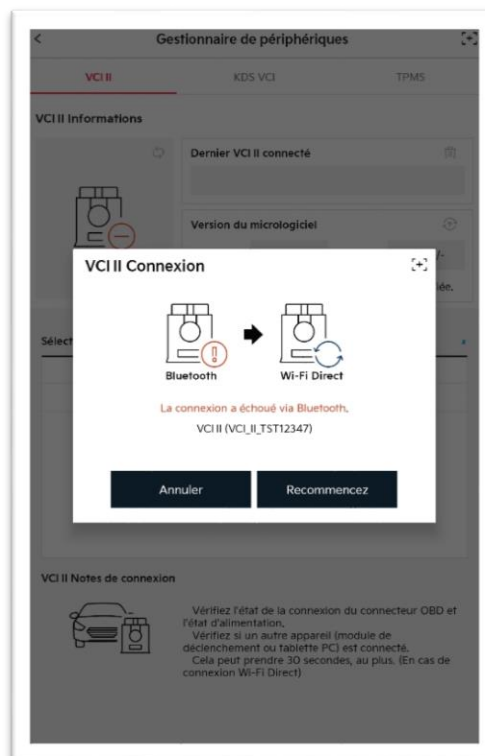 Gestionnaire de périphériques
VCI II
KDS VCI
TPMS
VCI II Informations
Dernier VCI II connecté
Version du micrologiciel
/-
iée.
VCI II Connexion
Sélect
Bluetooth
Wi-Fi Direct
La connexion a échoué via Bluetooth.
VCI II (VCI_II_TST12347)
Annuler
Recommencez
VCI II Notes de connexion
Vérifiez l'état de la connexion du connecteur OBD et
l'état d'alimentation.
Vérifiez si un autre appareil (module de
déclenchement ou tablette PC) est connecté.
Cela peut prendre 30 secondes, au plus. (En cas de
connexion Wi-Fi Direct)